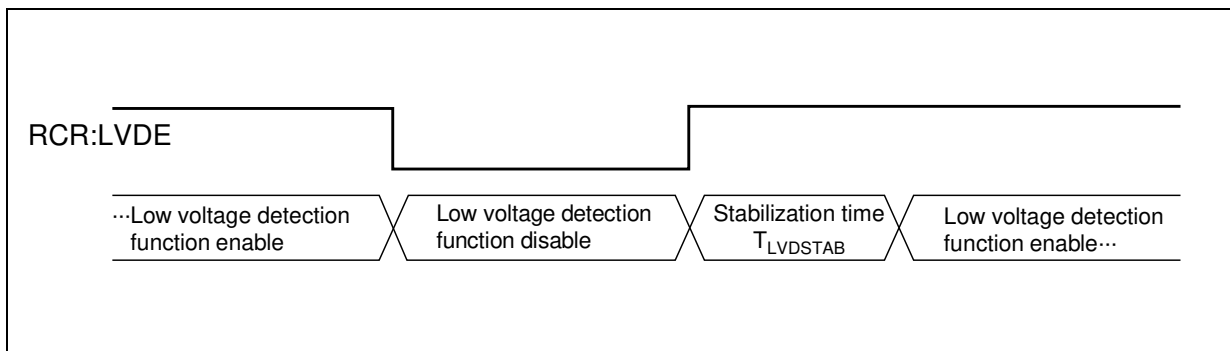 RCR:LVDE
···Low voltage detection
function enable
Low voltage detection
function disable
Stabilization time
TLVDSTAB
Low voltage detection
function enable···